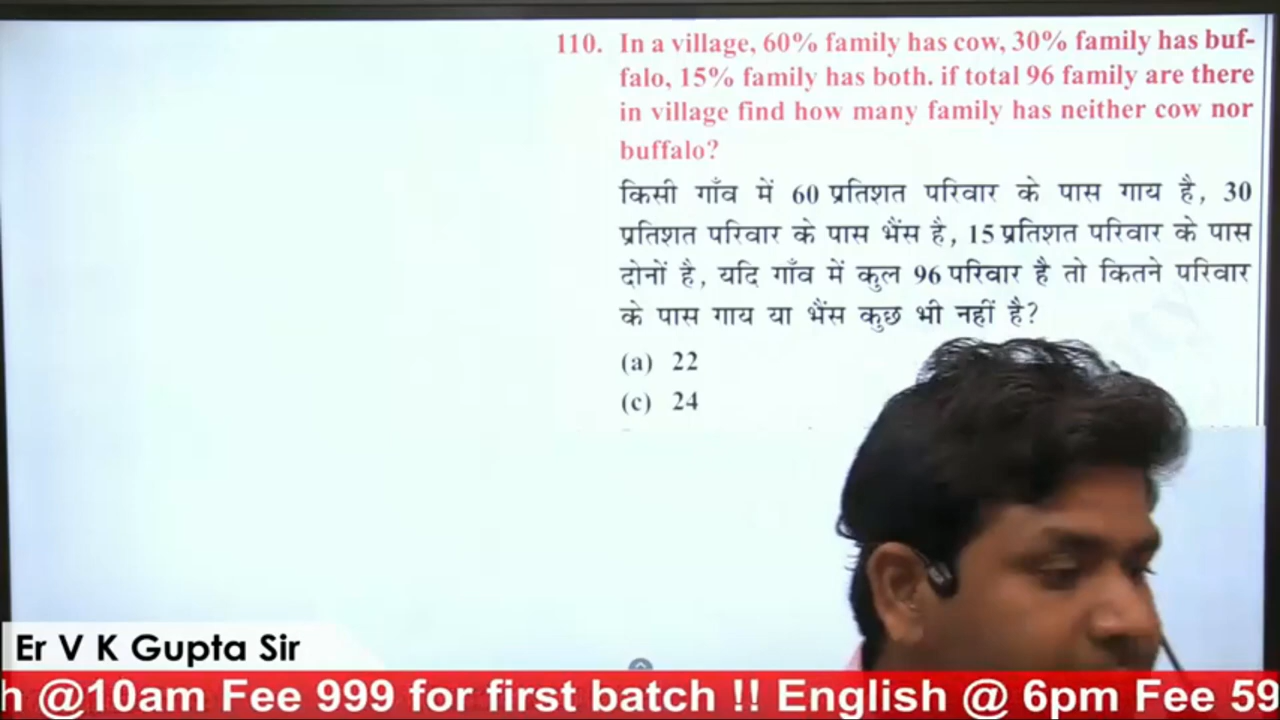 110. In a village, 60% family has cow, 30% family has buf-
falo, 15% family has both. if total 96 family are there
in village find how many family has neither cow nor
buffalo?
किसी गाँव में 60 प्रतिशत परिवार के पास गाय है, 30
प्रतिशत परिवार के पास भैंस है, 15 प्रतिशत परिवार के पास
दोनों है, यदि गाँव में कुल 96 परिवार है तो कितने परिवार
के पास गाय या भैंस कुछ भी नहीं है?
(a) 22
(c) 24
Er V K Gupta Sir
h @10am Fee 999 for first batch !! English @ 6pm Fee 59